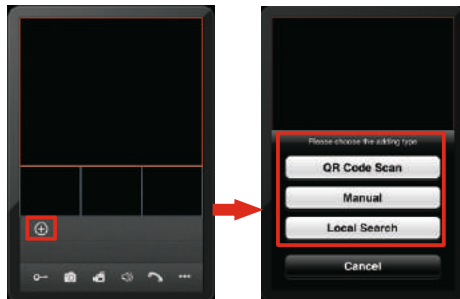 Please choose the adding type
QR Code Scan
Manual
Local Search
Cancel